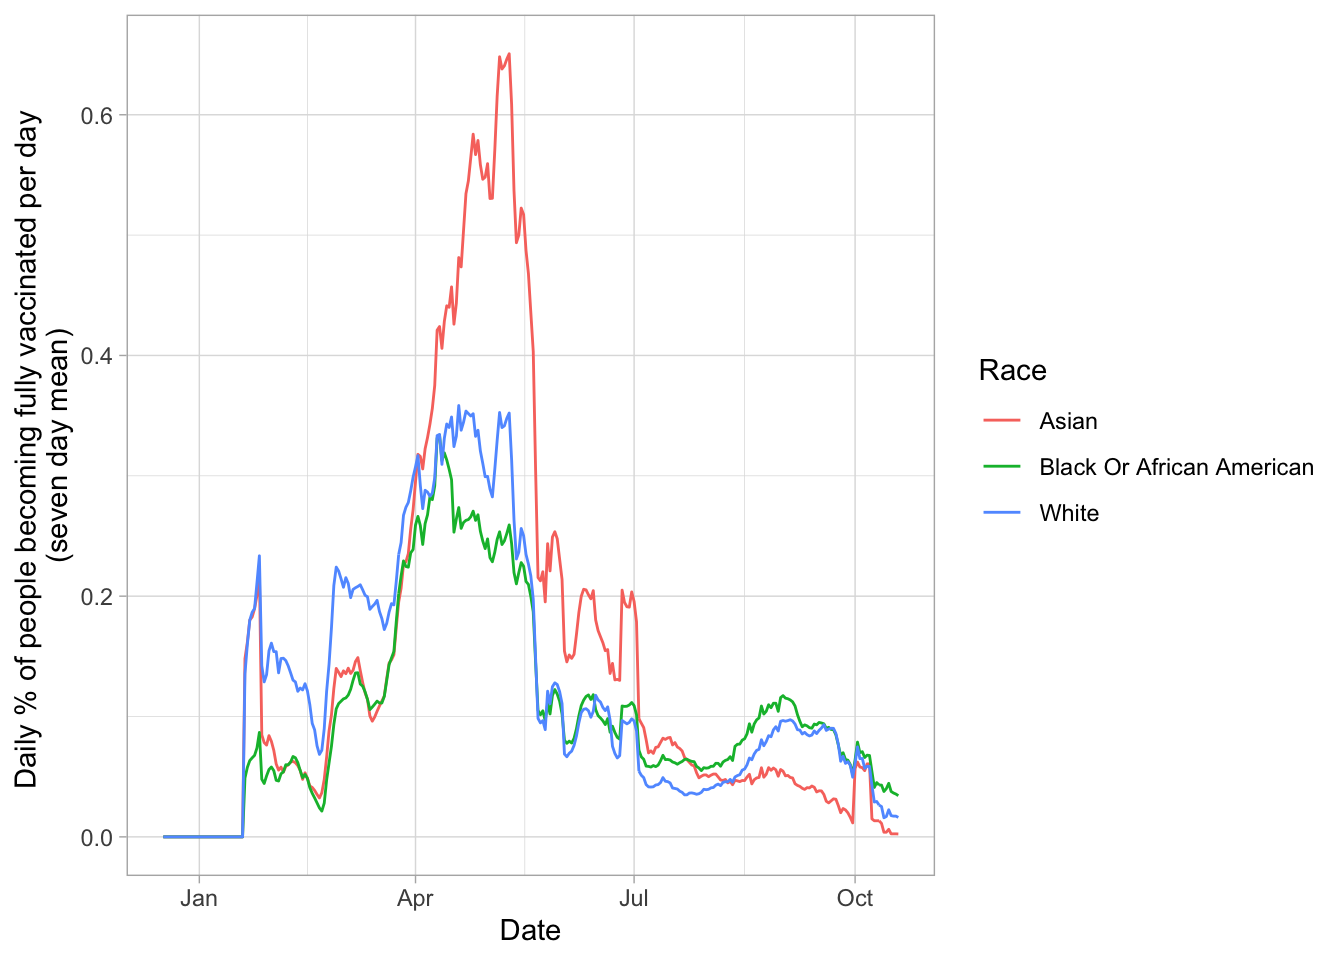 Daily % of people becoming fully vaccinated per day
(seven day mean)
0.6
0.4
0.2
0.0
Jan
Apr
Jul
Oct
Date
Race
Asian
Black Or African American
White